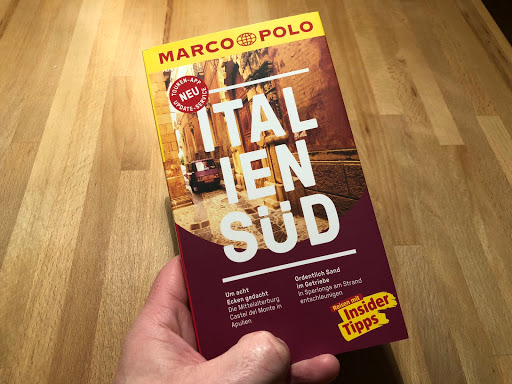 MARCO POLO
TOUREN-APP
NEU
UPDATE-SERVICE
ITAL
IEN
SÜD
Um acht
Ecken gedacht
Die Mittelalterburg
Castel del Monte in
Apulien
Ordentlich Sand
im Getriebe
In Sperlonga am Strand
entschleunigen
Reisen mit
Insider
Tipps